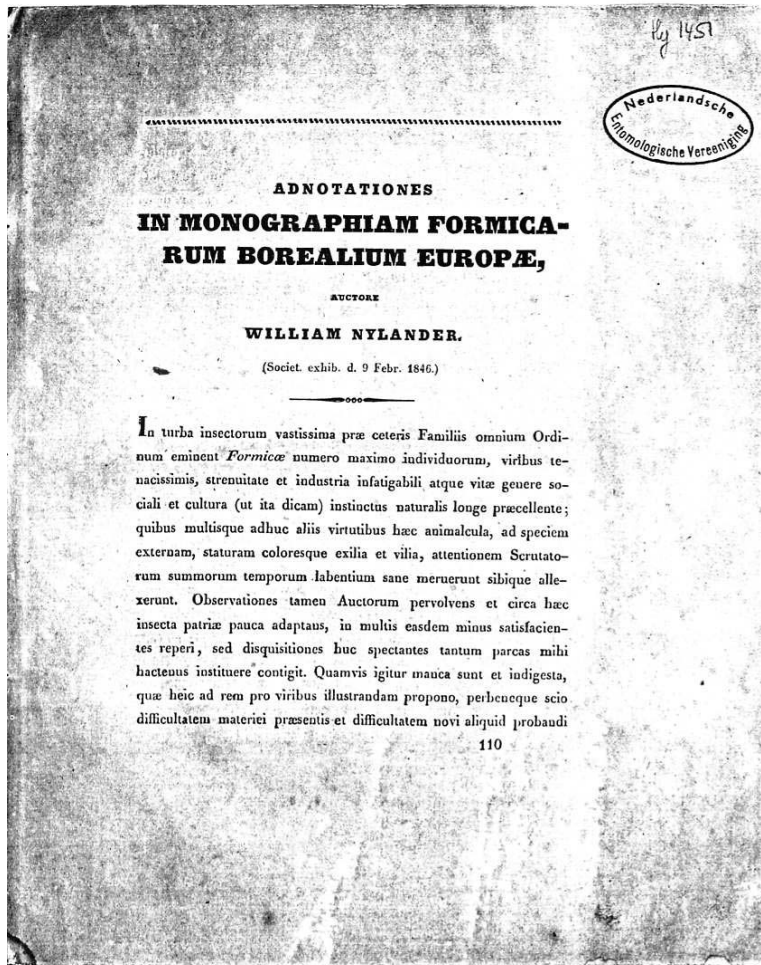 Hy 1451
Nederlandsche
Entomologische Vereeniging
ADNOTATIONES
IN MONOGRAPHIAM FORMICA-
RUM BOREALIUM EUROPÆ,
AUCTORE
WILLIAM NYLANDER.
(Societ. exhib. d. 9 Febr. 1846.)
In turba insectorum vastissima præ ceteris Familiis omnium Ordi-
num eminent Formicæ numero maximo individuorum, viribus te-
nacissimis, strenuitate et industria infatigabili atque vitæ genere so-
ciali et cultura (ut ita dicam) instinctus naturalis longe præcellente;
quibus multisque adhuc aliis virtutibus hæc animalcula, ad speciem
externam, staturam coloresque exilia et vilia, attentionem Scrutato-
rum summorum temporum labentium sane meruerunt sibique alle-
xerunt. Observationes tamen Auctorum pervolvens et circa hæc
insecta patriæ pauca adaptans, in multis easdem minus satisfacien-
tes reperi, sed disquisitiones huc spectantes tantum parcas mihi
hactenus instituere contigit. Quamvis igitur manca sunt et indigesta,
quæ heic ad rem pro viribus illustrandam propono, perbeneque scio
difficultatem materiei præsentis et difficultatem novi aliquid probandi
110